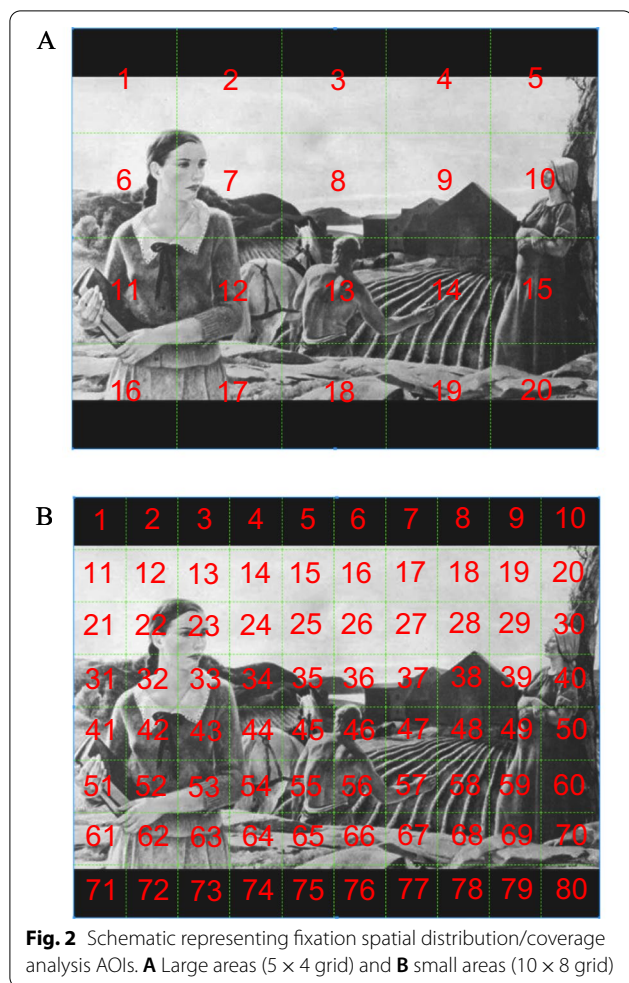 A
1 2 3 4 5
6 7 8 9 10
11 12 13 14 15
16 17 18 19 20
B
1 2 3 4 5 6 7 8 9 10
11 12 13 14 15 16 17 18 19 20
21 22 23 24 25 26 27 28 29 30
31 32 33 34 35 36 37 38 39 40
41 42 43 44 45 46 47 48 49 50
51 52 53 54 55 56 57 58 59 60
61 62 63 64 65 66 67 68 69 70
71 72 73 74 75 76 77 78 79 80
Fig. 2 Schematic representing fixation spatial distribution/coverage
analysis AOIs. A Large areas (5 × 4 grid) and B small areas (10 × 8 grid)